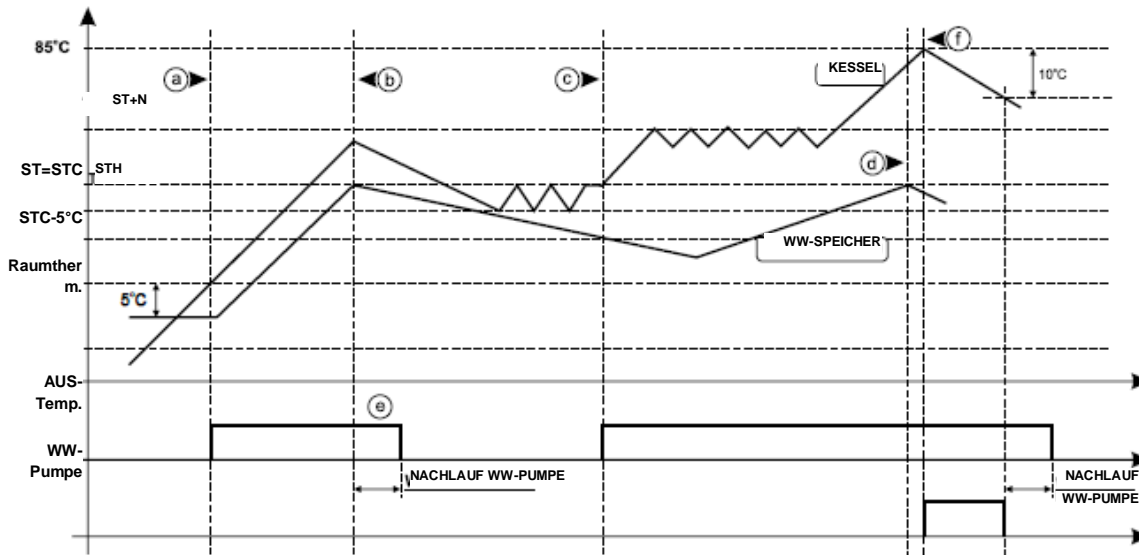 85°C
a
b
c
f
KESSEL
10°C
ST+N
ST=STC
STH
d
STC-5°C
WW-SPEICHER
Raumther
m.
5°C
AUS-
Temp.
e
WW-
Pumpe
NACHLAUF WW-PUMPE
NACHLAUF
WW-PUMPE